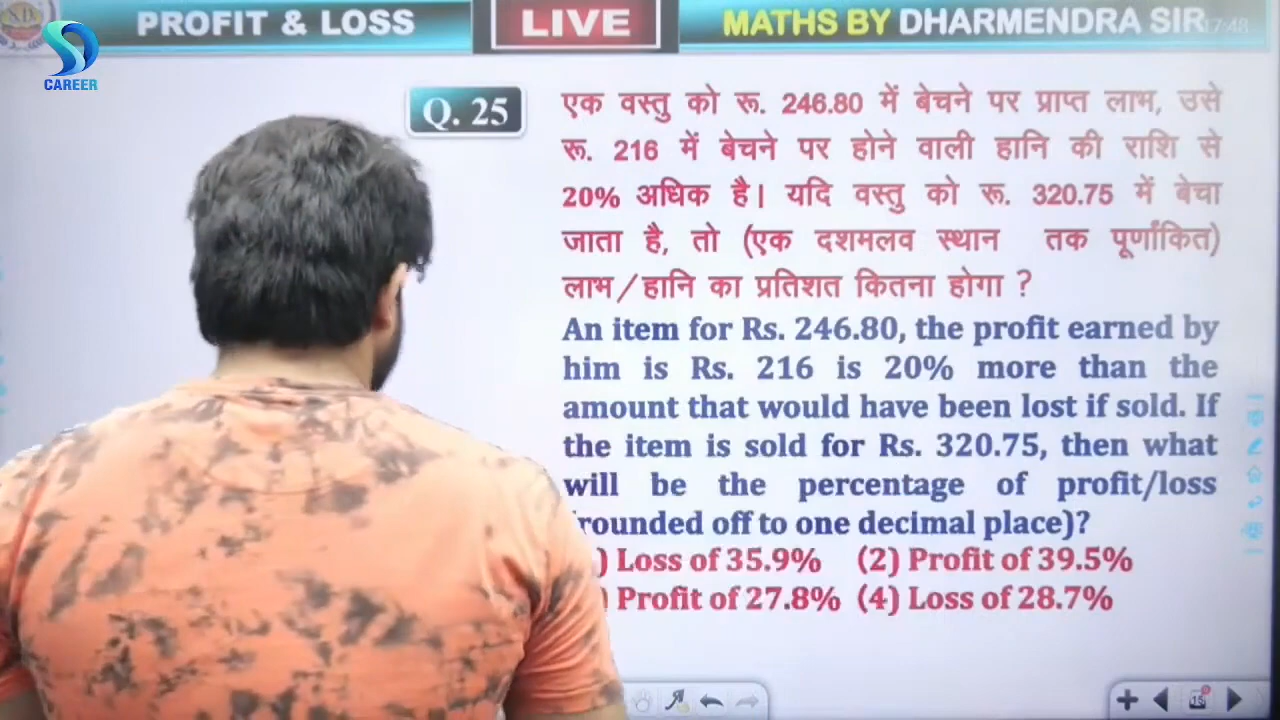 PROFIT & LOSS
LIVE
MATHS BY DHARMENDRA SIR
17:48
CAREER
Q. 25
एक वस्तु को रू. 246.80 में बेचने पर प्राप्त लाभ, उसे
रू. 216 में बेचने पर होने वाली हानि की राशि से
20% अधिक है। यदि वस्तु को रू. 320.75 में बेचा
जाता है, तो (एक दशमलव स्थान तक पूर्णांकित)
लाभ/हानि का प्रतिशत कितना होगा ?
An item for Rs. 246.80, the profit earned by
him is Rs. 216 is 20% more than the
amount that would have been lost if sold. If
the item is sold for Rs. 320.75, then what
will be the percentage of profit/loss
rounded off to one decimal place)?
) Loss of 35.9% (2) Profit of 39.5%
) Profit of 27.8% (4) Loss of 28.7%